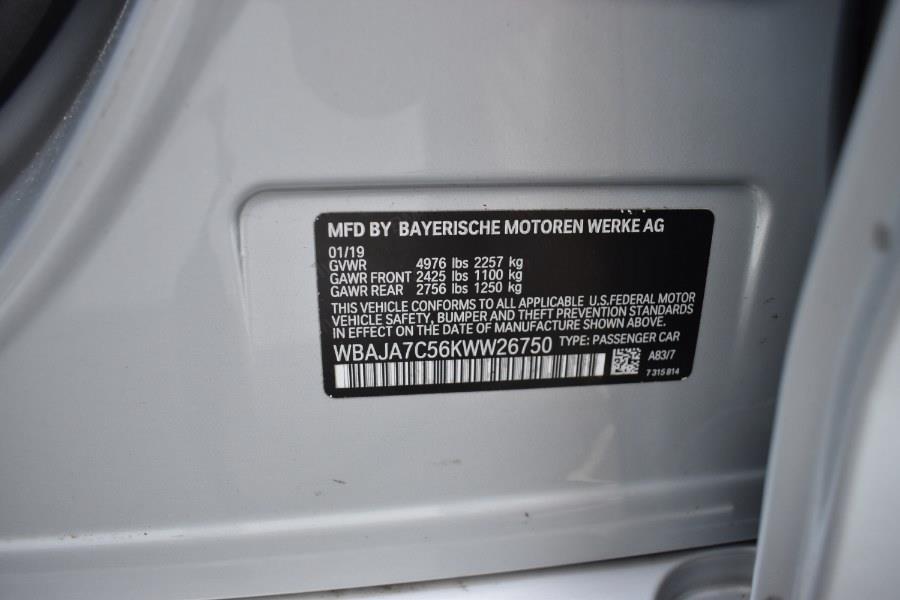 MFD BY BAYERISCHE MOTOREN WERKE AG
01/19
GVWR 4976 lbs 2257 kg
GAWR FRONT 2425 lbs 1100 kg
GAWR REAR 2756 lbs 1250 kg
THIS VEHICLE CONFORMS TO ALL APPLICABLE U.S.FEDERAL MOTOR
VEHICLE SAFETY, BUMPER AND THEFT PREVENTION STANDARDS
IN EFFECT ON THE DATE OF MANUFACTURE SHOWN ABOVE.
WBAJA7C56KWW26750 TYPE: PASSENGER CAR
A83/7
7 315 814